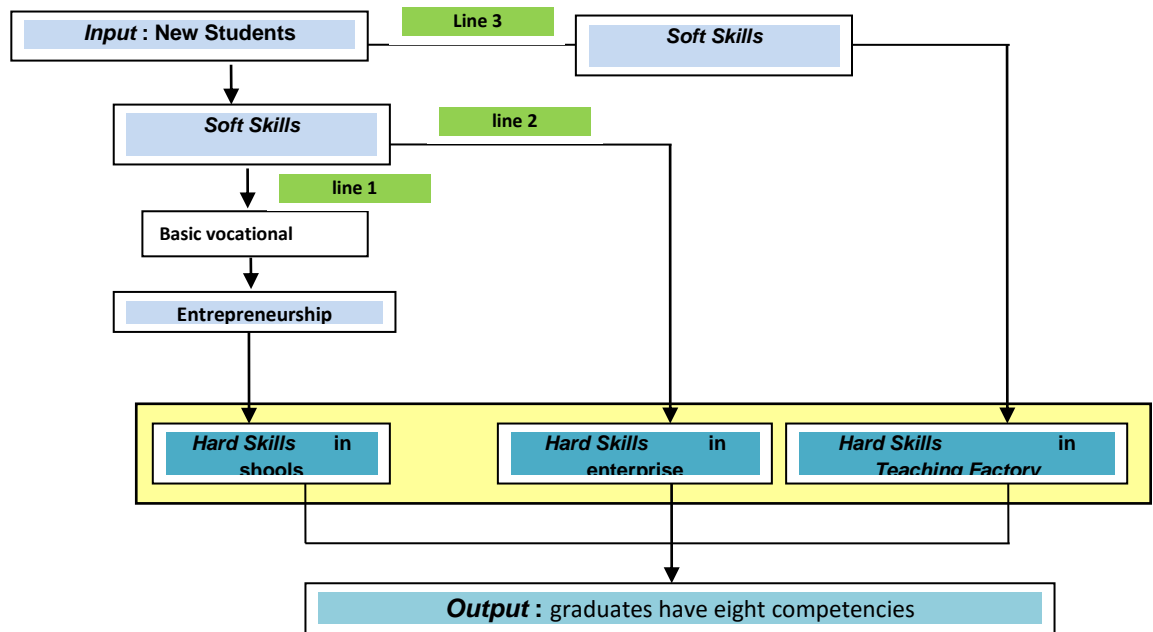 Line 3
Input : New Students
Soft Skills
Soft Skills
line 2
line 1
Basic vocational
Entrepreneurship
Hard Skills in
shools
Hard Skills in
enterprise
Hard Skills in
Teaching Factory
Output : graduates have eight competencies